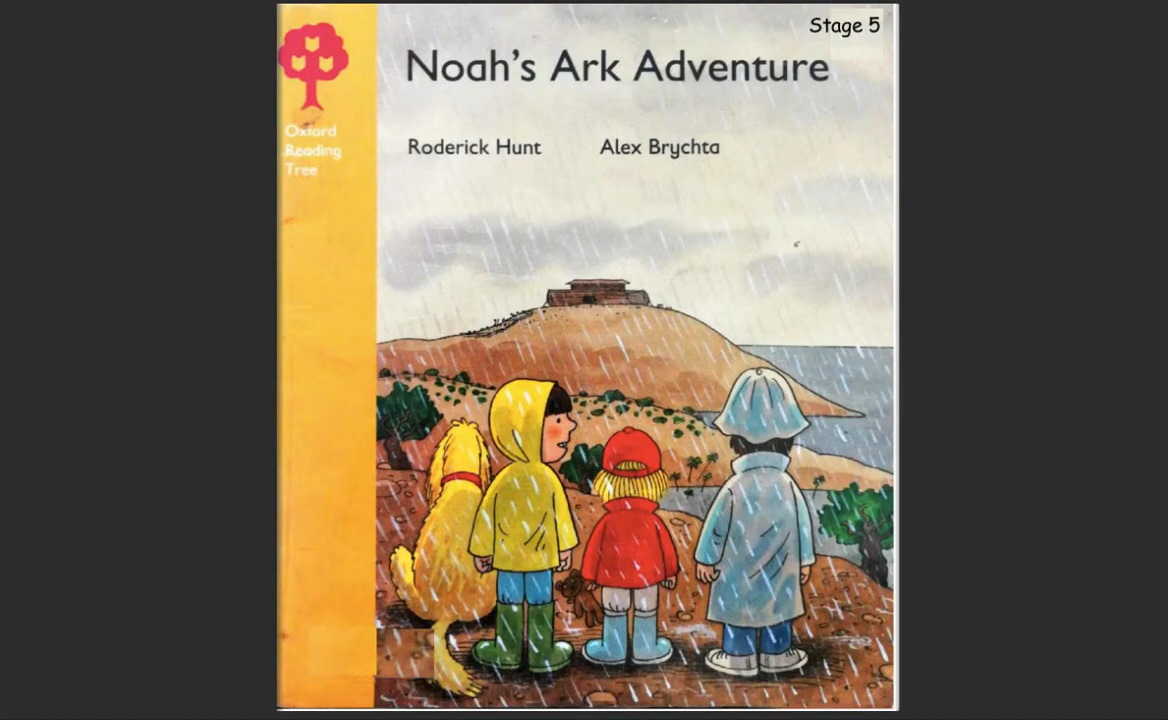 Stage 5
Noah's Ark Adventure
Roderick Hunt Alex Brychta
Oxford
Reading
Tree